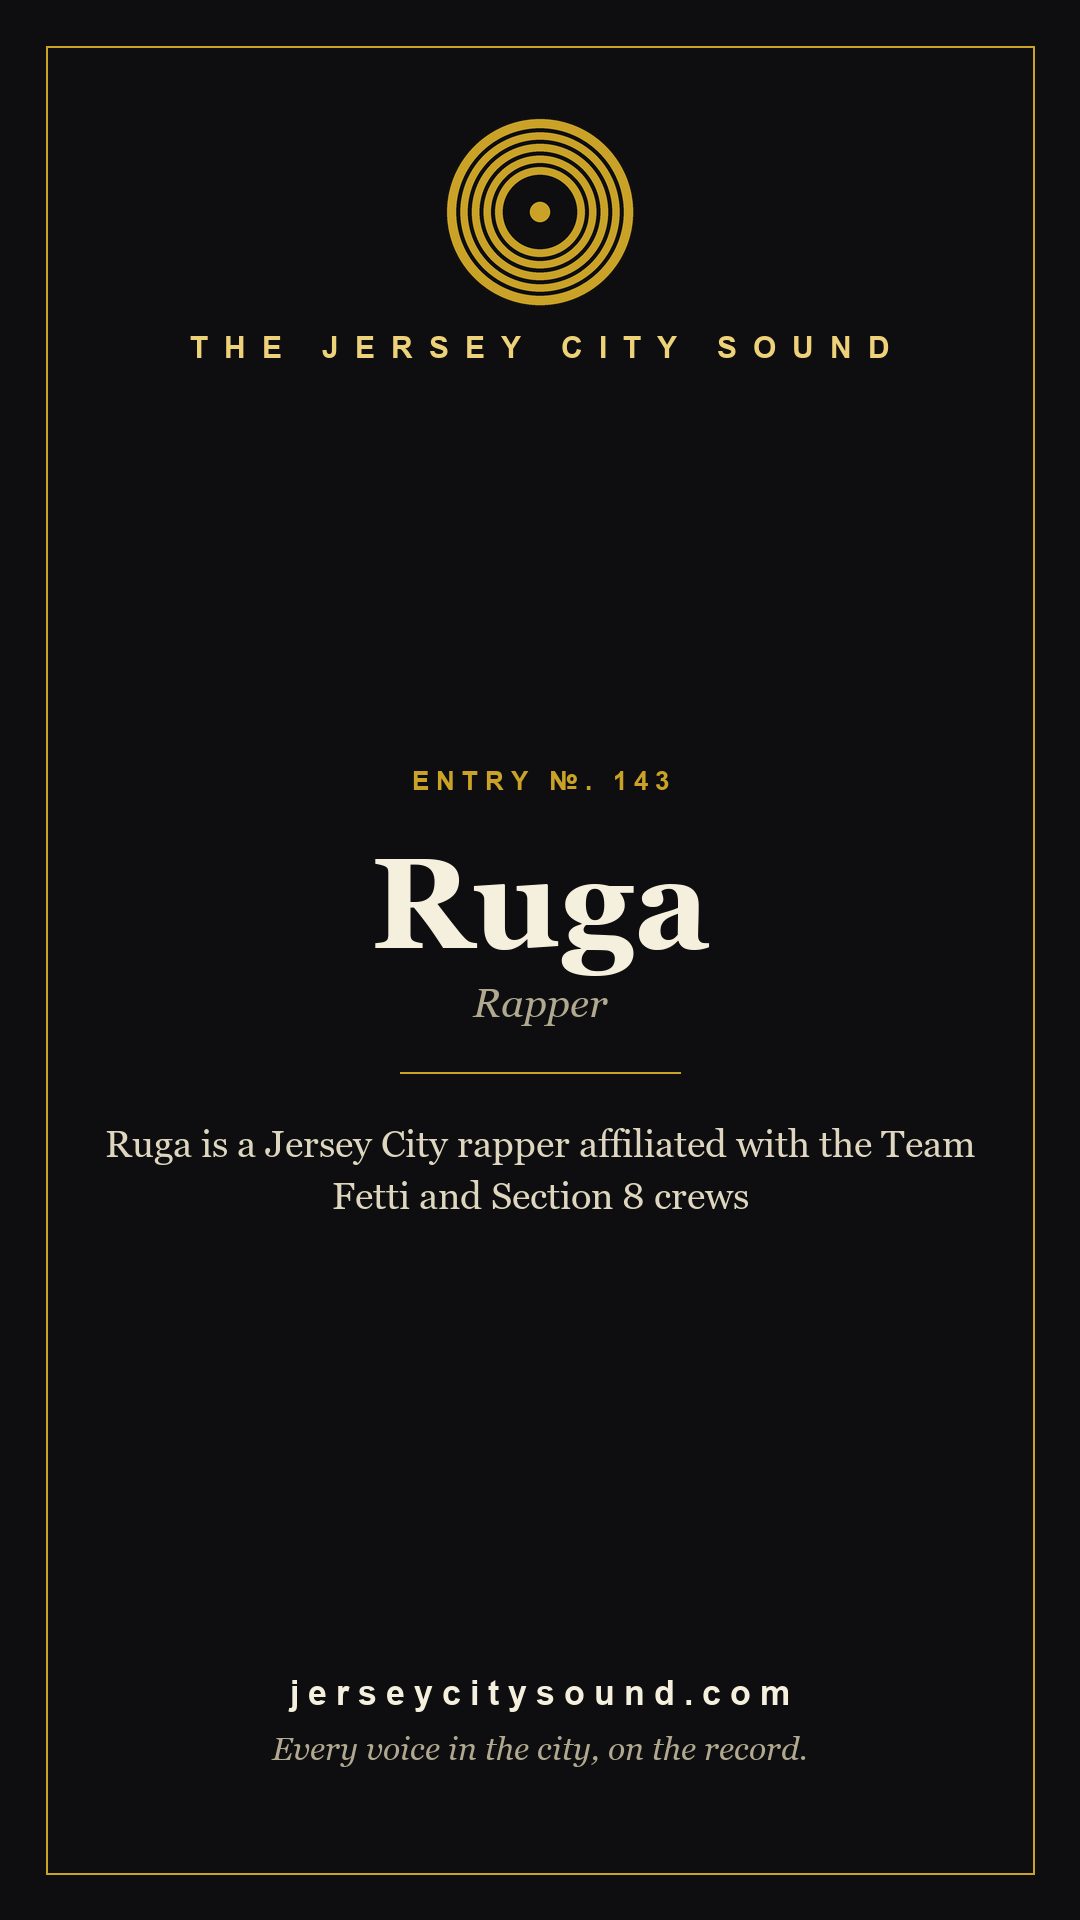 THE JERSEY CITY SOUND
ENTRY №. 143
Ruga
Rapper
Ruga is a Jersey City rapper affiliated with the Team
Fetti and Section 8 crews
jerseycitysound.com
Every voice in the city, on the record.